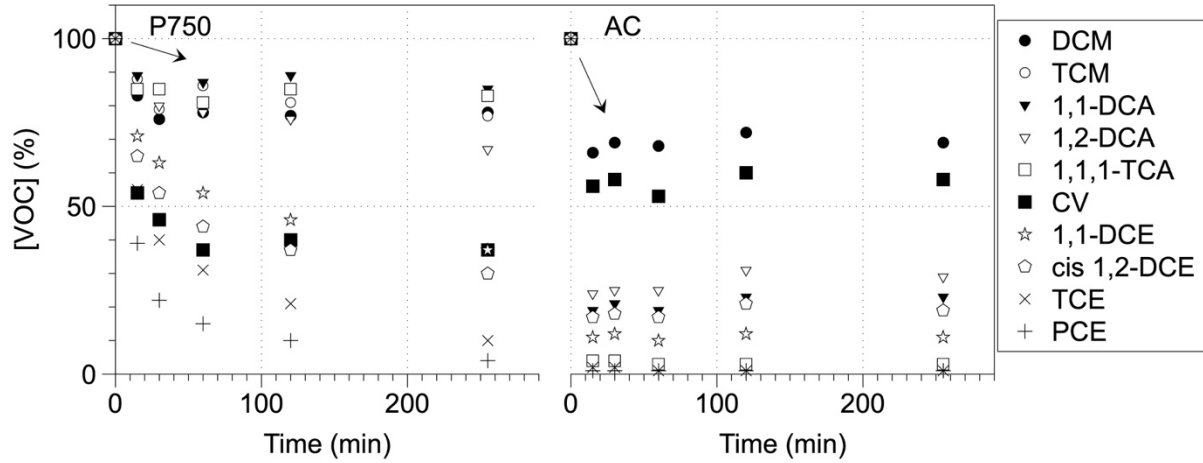 P750
AC
[VOC] (%)
100
50
0
0
100
200
Time (min)
0
100
200
Time (min)
DCM
TCM
1,1-DCA
1,2-DCA
1,1,1-TCA
CV
1,1-DCE
cis 1,2-DCE
TCE
PCE